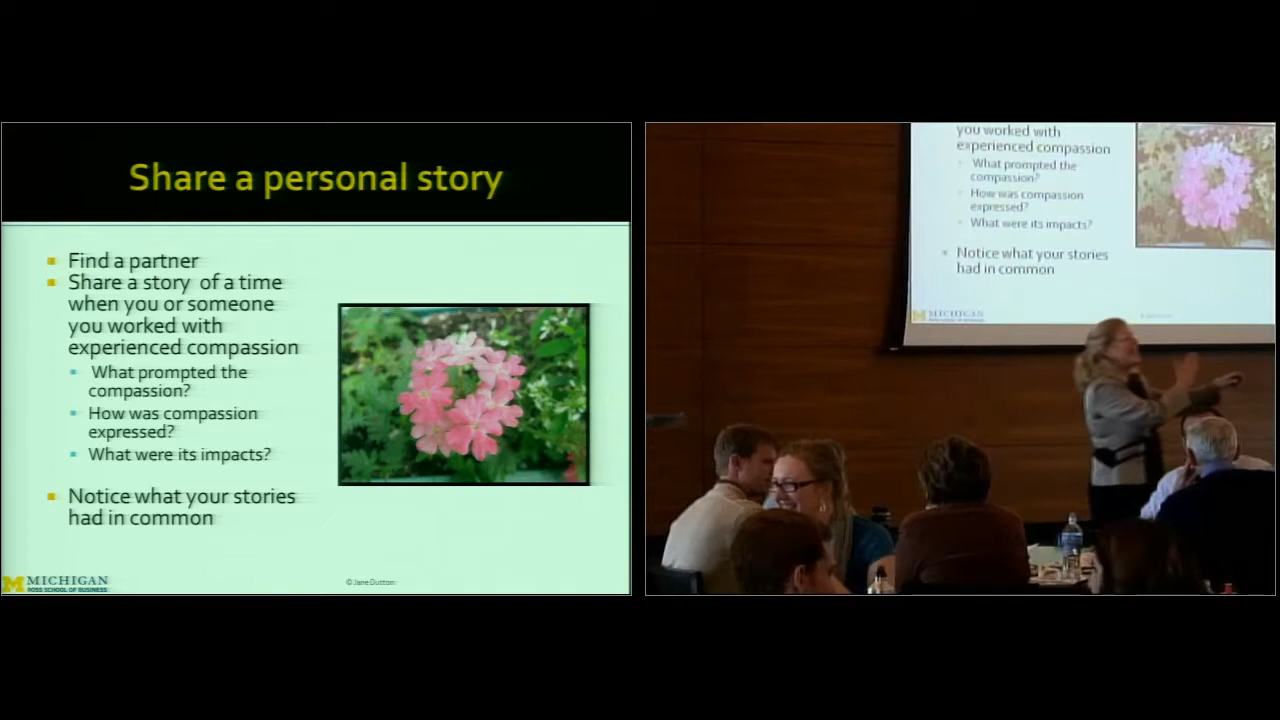 Share a personal story
Find a partner
Share a story of a time
when you or someone
you worked with
experienced compassion
What prompted the
compassion?
How was compassion
expressed?
What were its impacts?
Notice what your stories
had in common
MICHIGAN
ROSS SCHOOL OF BUSINESS
© Jane Dutton
you worked with
experienced compassion
What prompted the
compassion?
How was compassion
expressed?
What were its impacts?
Notice what your stories
had in common
MICHIGAN